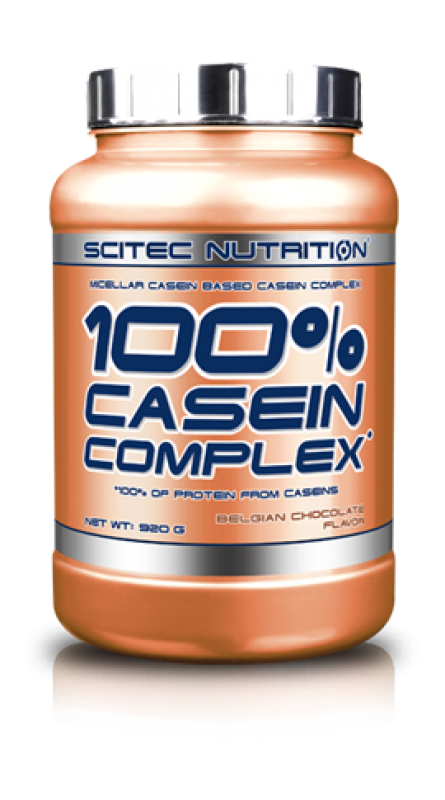 SCITEC NUTRITION®
MICELLAR CASEIN BASED CASEIN COMPLEX
100%
CASEIN
COMPLEX*
*100% OF PROTEIN FROM CASEINS
BELGIAN CHOCOLATE
FLAVOR
NET WT: 920 G